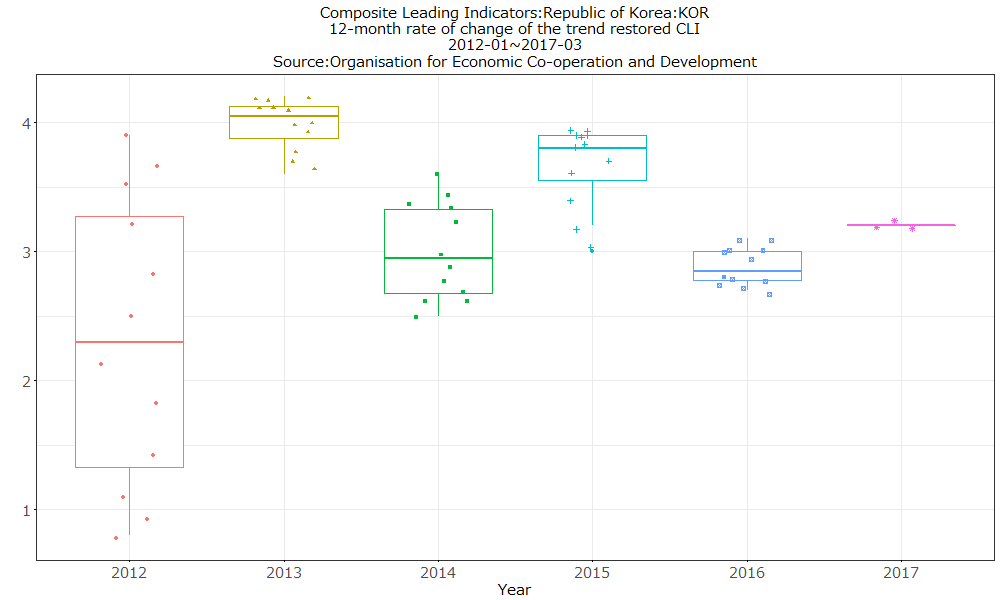 Composite Leading Indicators:Republic of Korea:KOR
12-month rate of change of the trend restored CLI
2012-01~2017-03
Source:Organisation for Economic Co-operation and Development
4
3
2
1
2012 2013 2014 2015 2016 2017
Year